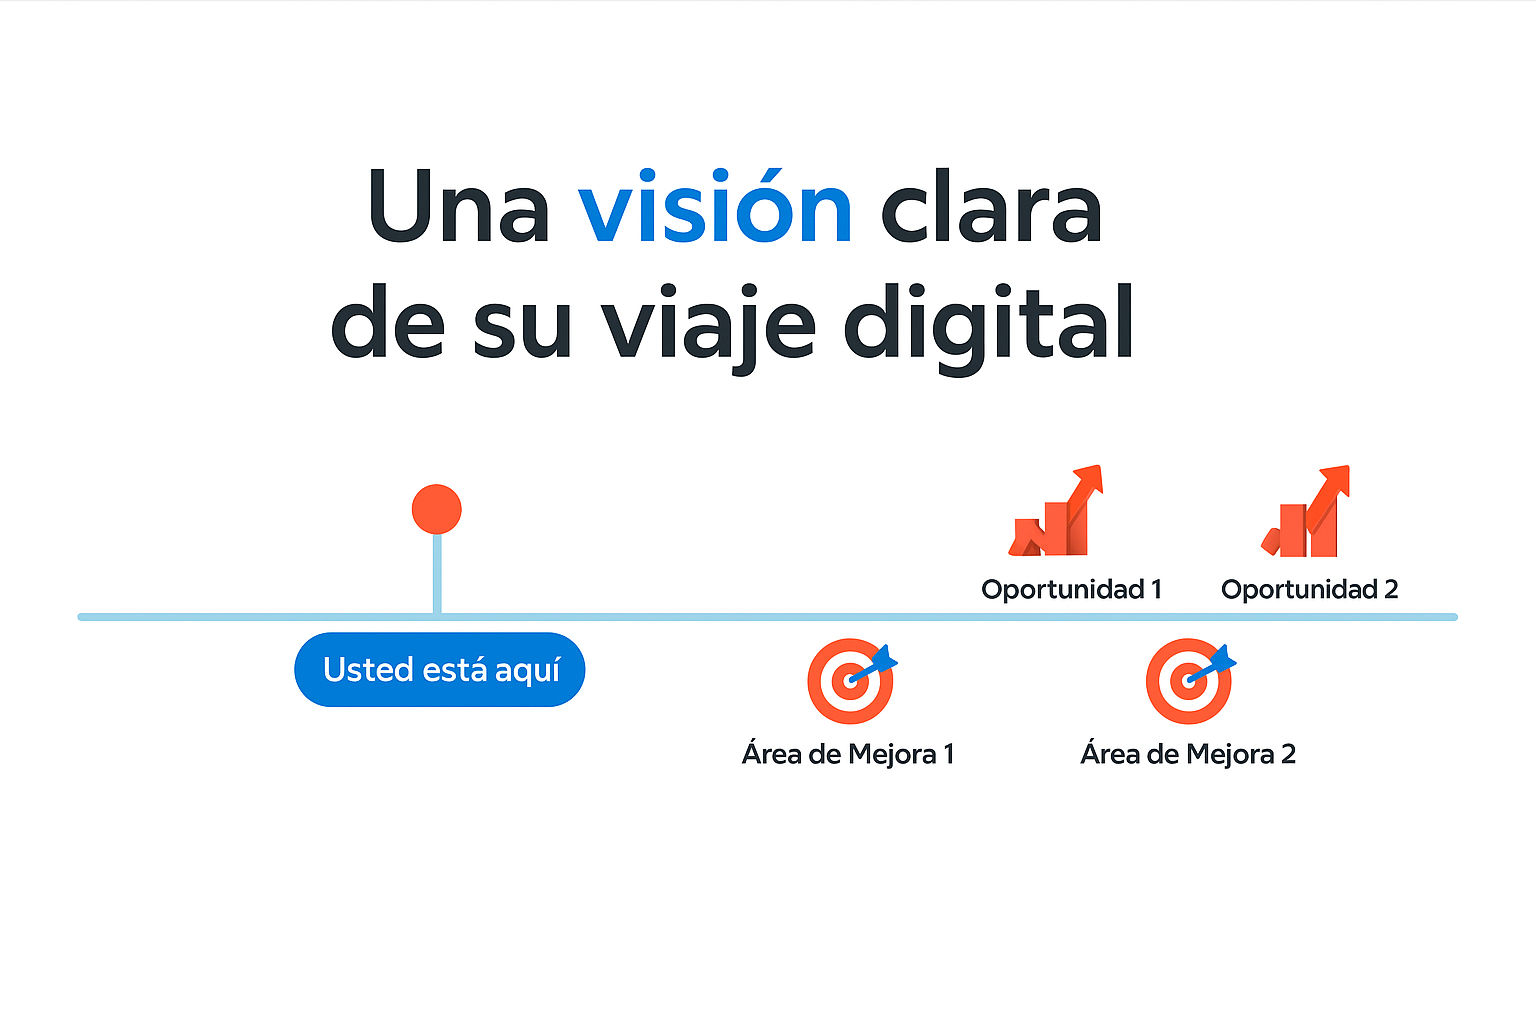 Una visión clara
de su viaje digital
Oportunidad 1
Oportunidad 2
Usted está aquí
Área de Mejora 1
Área de Mejora 2